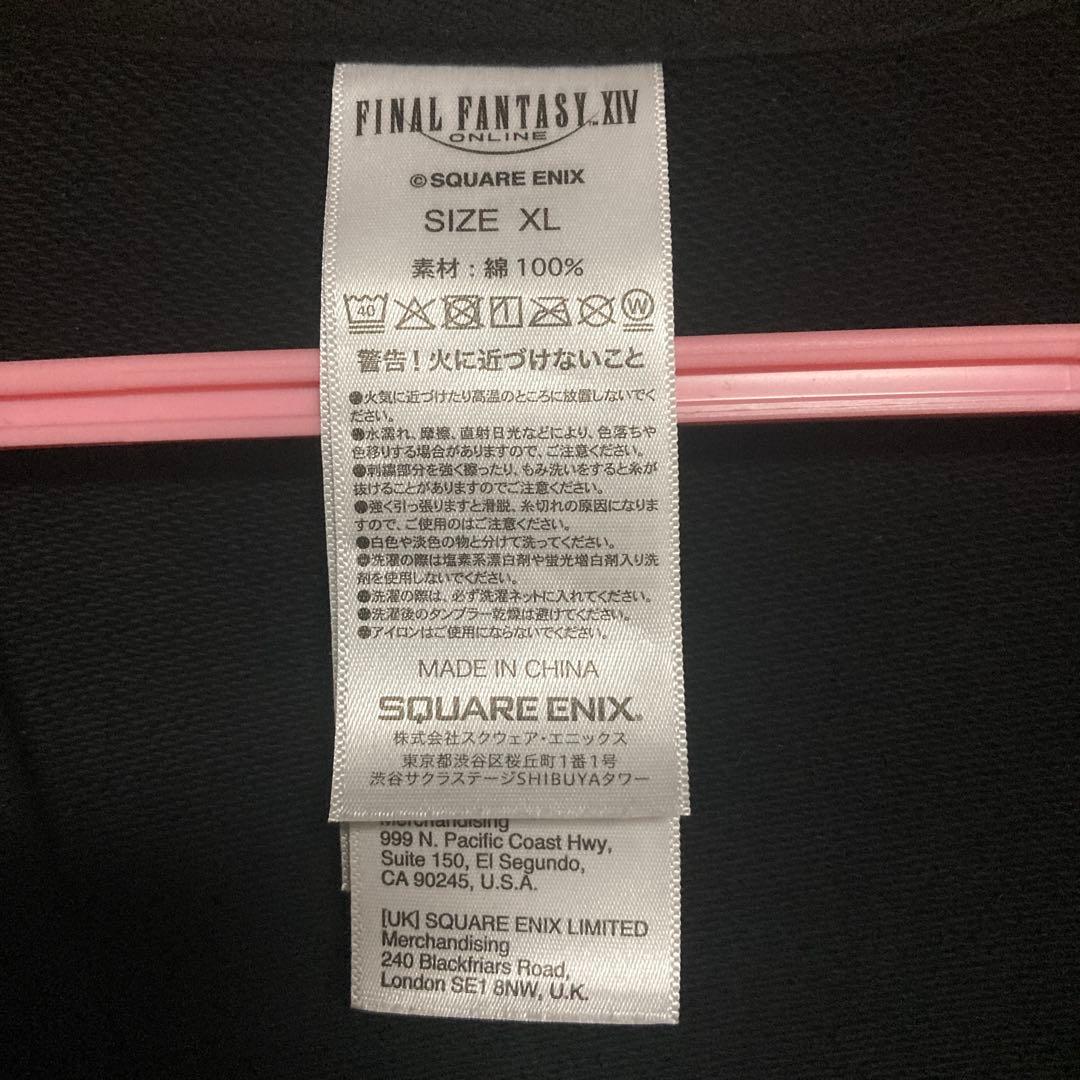 FINAL FANTASY™ XIV
ONLINE
©SQUARE ENIX
SIZE XL
素材：綿100%
40
W
警告！火に近づけないこと
●火気に近づけたり高温のところに放置しないでく
ださい。
●水濡れ、摩擦、直射日光などにより、色落ちや
色移りする場合がありますので、ご注意ください。
●刺繍部分を強く擦ったり、もみ洗いをすると糸が
抜けることがありますのでご注意ください。
●強く引っ張りますと滑脱、糸切れの原因になりま
すので、ご使用のはご注意ください。
●白色や淡色の物と分けて洗ってください。
●洗濯の際は塩素系漂白剤や蛍光増白剤入り洗
剤を使用しないでください。
●洗濯の際は、必ず洗濯ネットに入れてください。
●洗濯後のタンブラー乾燥は避けてください。
●アイロンはご使用にならないでください。
MADE IN CHINA
SQUARE ENIX.
株式会社スクウェア・エニックス
東京都渋谷区桜丘町1番1号
渋谷サクラステージSHIBUYAタワー
Merchandising
999 N. Pacific Coast Hwy,
Suite 150, El Segundo,
CA 90245, U.S.A.
[UK] SQUARE ENIX LIMITED
Merchandising
240 Blackfriars Road,
London SE1 8NW, U.K.